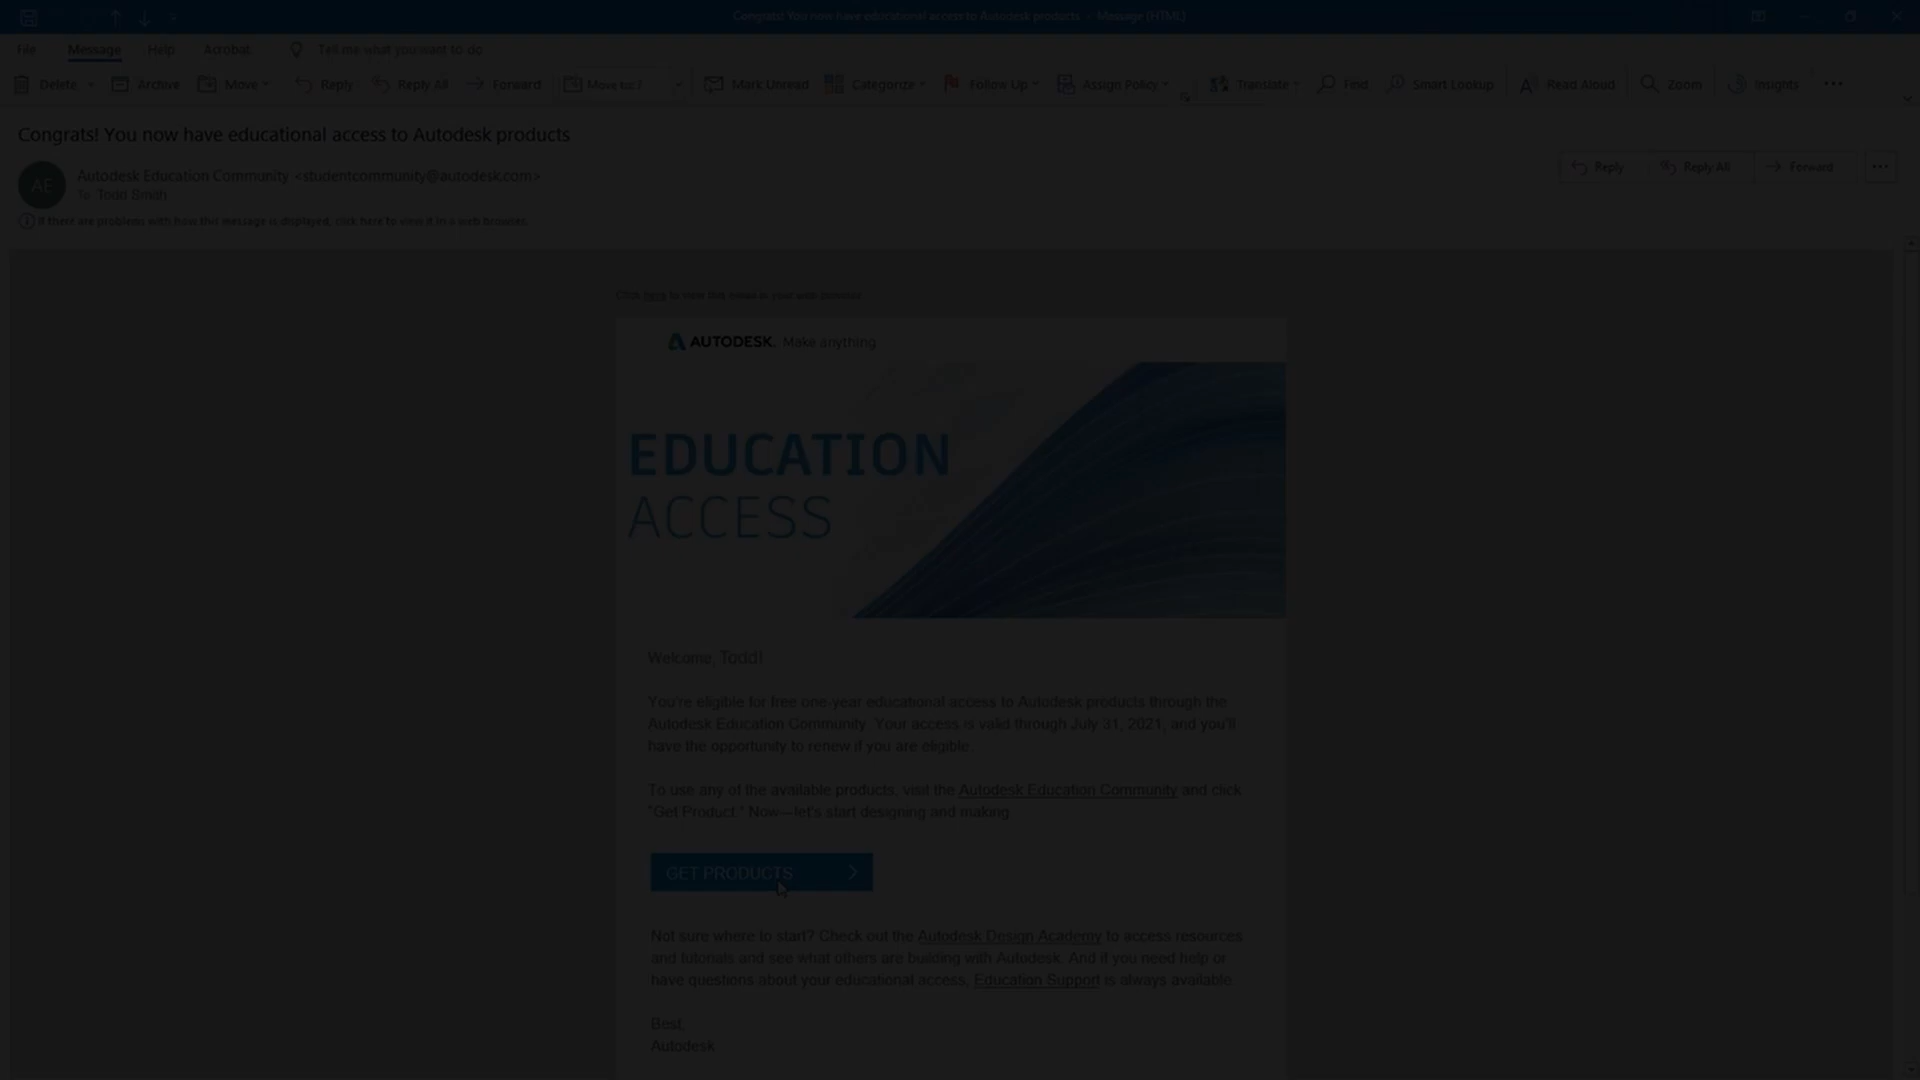 Congrats! You now have educational access to Autodesk products - Message (HTML)
File Message Help Acrobat Tell me what you want to do
Delete Archive Move Reply Reply All Forward Move to: ? Mark Unread Categorize Follow Up Assign Policy Translate Find Smart Lookup Read Aloud Zoom Insights
Congrats! You now have educational access to Autodesk products
AE
Autodesk Education Community <studentcommunity@autodesk.com>
To Todd Smith
If there are problems with how this message is displayed, click here to view it in a web browser.
Reply Reply All Forward
Click here to view this email in your web browser
AUTODESK. Make anything
EDUCATION
ACCESS
Welcome, Todd!
You're eligible for free one-year educational access to Autodesk products through the
Autodesk Education Community. Your access is valid through July 31, 2021, and you'll
have the opportunity to renew if you are eligible.
To use any of the available products, visit the Autodesk Education Community and click
"Get Product." Now—let's start designing and making.
GET PRODUCTS
Not sure where to start? Check out the Autodesk Design Academy to access resources
and tutorials and see what others are building with Autodesk. And if you need help or
have questions about your educational access, Education Support is always available.
Best,
Autodesk